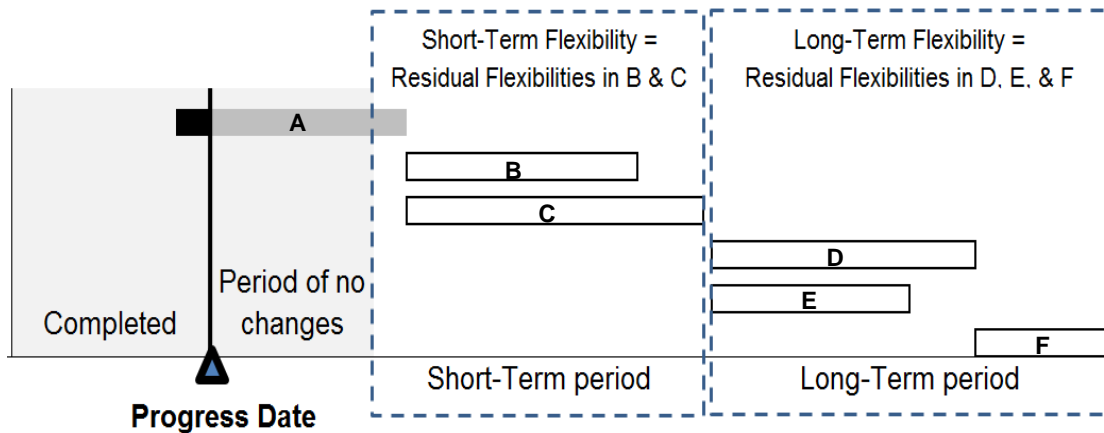 Short-Term Flexibility =
Residual Flexibilities in B & C
Long-Term Flexibility =
Residual Flexibilities in D, E, & F
A
B
C
D
E
F
Completed
Period of no
changes
Short-Term period
Long-Term period
Progress Date